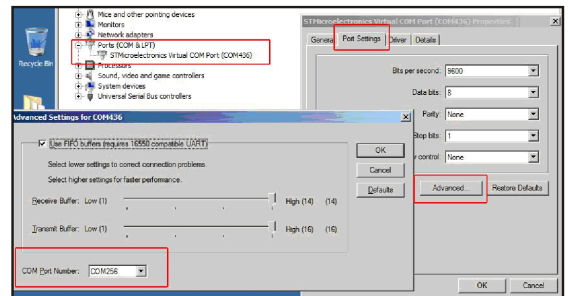 Mice and other pointing devices
Monitors
Network adapters
Ports (COM & LPT)
STMicroelectronics Virtual COM Port (COM436)
Processors
Sound, video and game controllers
System devices
Universal Serial Bus controllers
Recycle Bin
STMicroelectronics Virtual COM Port (COM436) Properties
General Port Settings Driver Details
Bits per second: 9600
Data bits: 8
Parity None
Stop bits: 1
control None
Advanced... Restore Defaults
OK Cancel
Advanced Settings for COM436
Use FIFO buffers (requires 16550 compatible UART)
Select lower settings to correct connection problems.
Select higher settings for faster performance.
Receive Buffer: Low (1) High (14) (14)
Transmit Buffer: Low (1) High (16) (16)
COM Port Number: COM256
OK
Cancel
Defaults